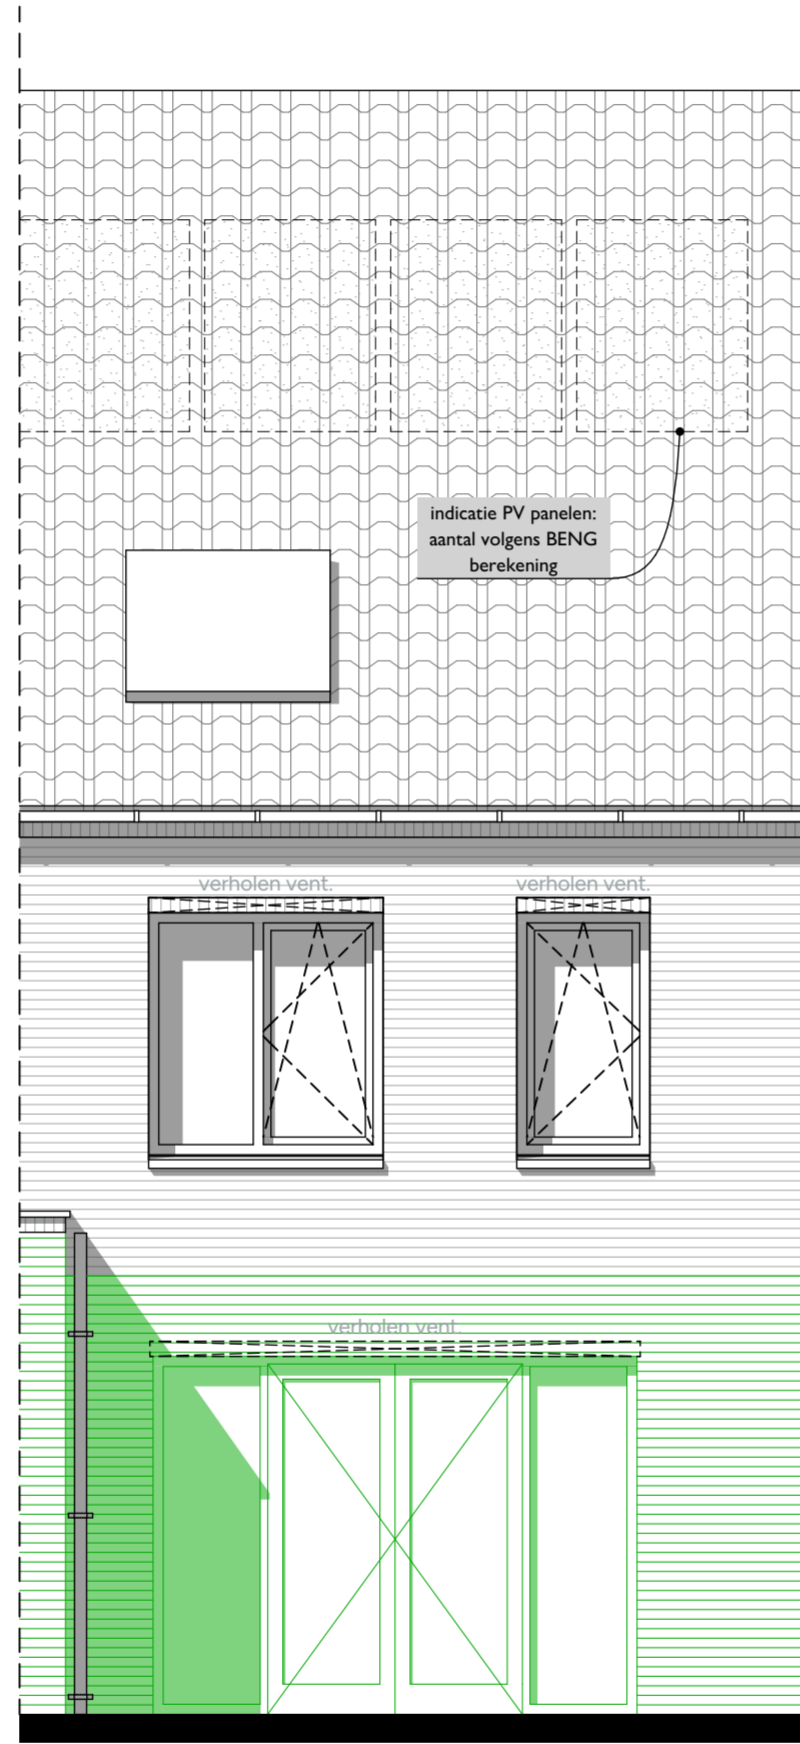 indicatie PV panelen:
aantal volgens BENG
berekening
verholen vent.
verholen vent.
verholen vent.